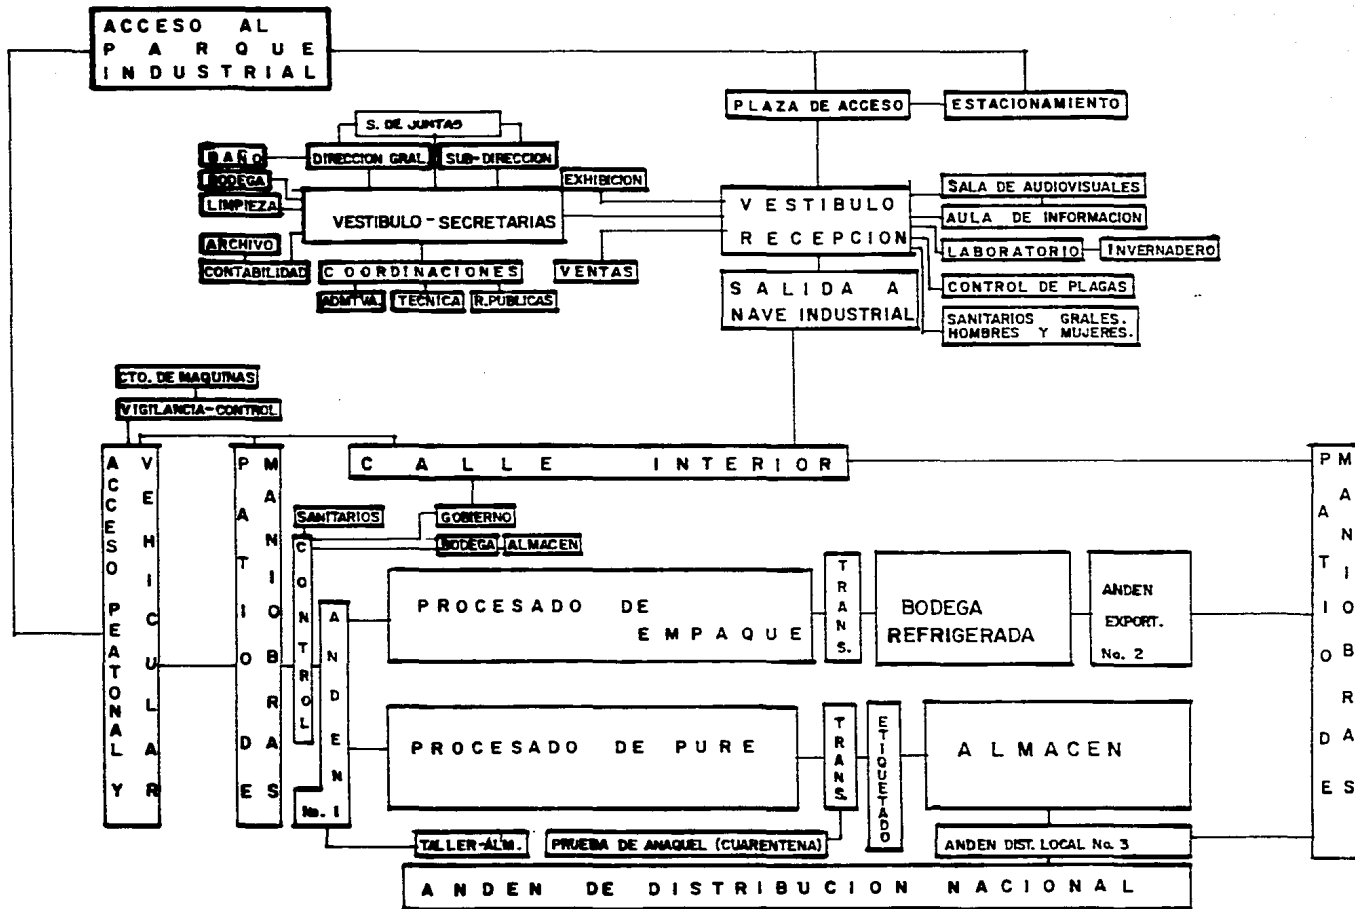 ACCESO AL
PARQUE
INDUSTRIAL
PLAZA DE ACCESO
ESTACIONAMIENTO
S. DE JUNTAS
BAÑO
DIRECCION GRAL.
SUB-DIRECCION
BODEGA
LIMPIEZA
VESTIBULO-SECRETARIAS
EXHIBICION
ARCHIVO
CONTABILIDAD
COORDINACIONES
VENTAS
ADMTVA.
TECNICA
R.PUBLICAS
VESTIBULO
RECEPCION
SALIDA A
NAVE INDUSTRIAL
SALA DE AUDIOVISUALES
AULA DE INFORMACION
LABORATORIO
INVERNADERO
CONTROL DE PLAGAS
SANITARIOS GRALES.
HOMBRES Y MUJERES.
CTO. DE MAQUINAS
VIGILANCIA-CONTROL
ACCESO PEATONAL Y
VEHICULAR
PATIO DE
MANIOBRAS
CALLE INTERIOR
SANITARIOS
GOBIERNO
BODEGA
ALMACEN
CONTROL
ANDEN
No. 1
PROCESADO DE
EMPAQUE
TRANS.
BODEGA
REFRIGERADA
ANDEN
EXPORT.
No. 2
PROCESADO DE PURE
TRANS.
ETIQUETADO
ALMACEN
PATIO DE
MANIOBRAS
TALLER-ALM.
PRUEBA DE ANAQUEL (CUARENTENA)
ANDEN DIST. LOCAL No. 3
ANDEN DE DISTRIBUCION NACIONAL